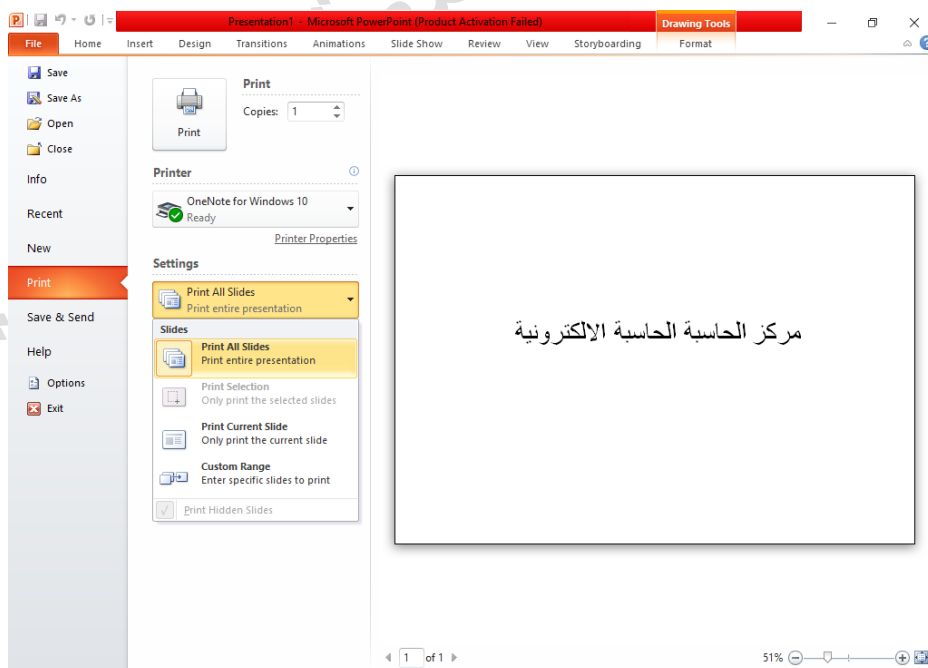 Presentation1 - Microsoft PowerPoint (Product Activation Failed)
Drawing Tools
File Home Insert Design Transitions Animations Slide Show Review View Storyboarding Format
Save
Save As
Open
Close
Info
Recent
New
Print
Save & Send
Help
Options
Exit
Print
Print
Copies: 1
Printer
OneNote for Windows 10
Ready
Printer Properties
Settings
Print All Slides
Print entire presentation
Slides
Print All Slides
Print entire presentation
Print Selection
Only print the selected slides
Print Current Slide
Only print the current slide
Custom Range
Enter specific slides to print
Print Hidden Slides
مركز الحاسبة الحاسبة الالكترونية
1 of 1
51%